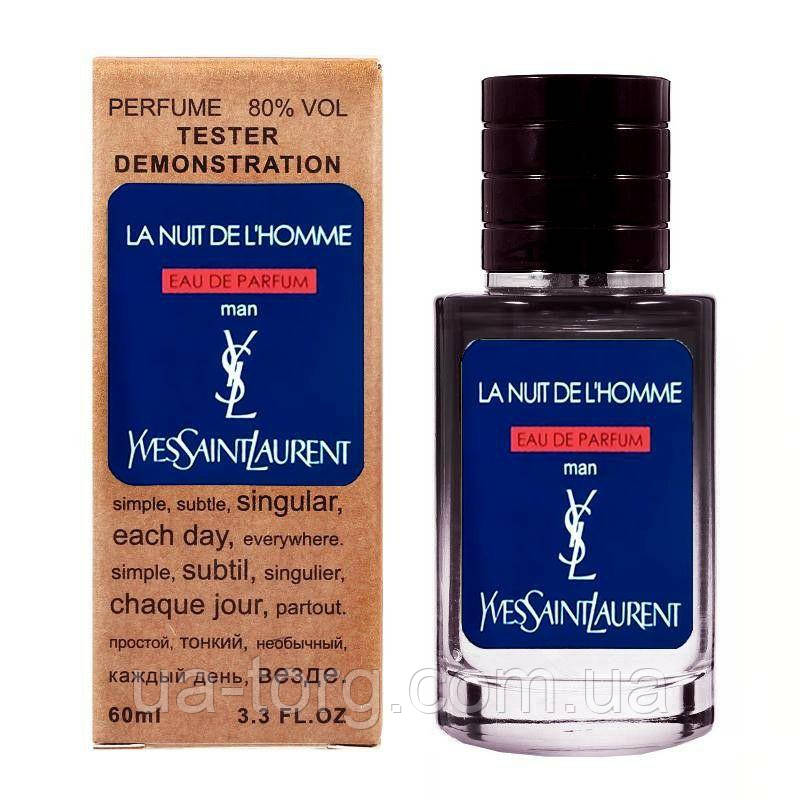 PERFUME 80% VOL
TESTER
DEMONSTRATION
LA NUIT DE L'HOMME
EAU DE PARFUM
man
YSL
YVESSAINTLAURENT
simple, subtle, singular,
each day, everywhere.
simple, subtil, singulier,
chaque jour, partout.
простой, тонкий, необычный,
каждый день, везде.
60ml 3.3 FL.OZ
LA NUIT DE L'HOMME
EAU DE PARFUM
man
YSL
YVESSAINTLAURENT
ua-torg.com.ua